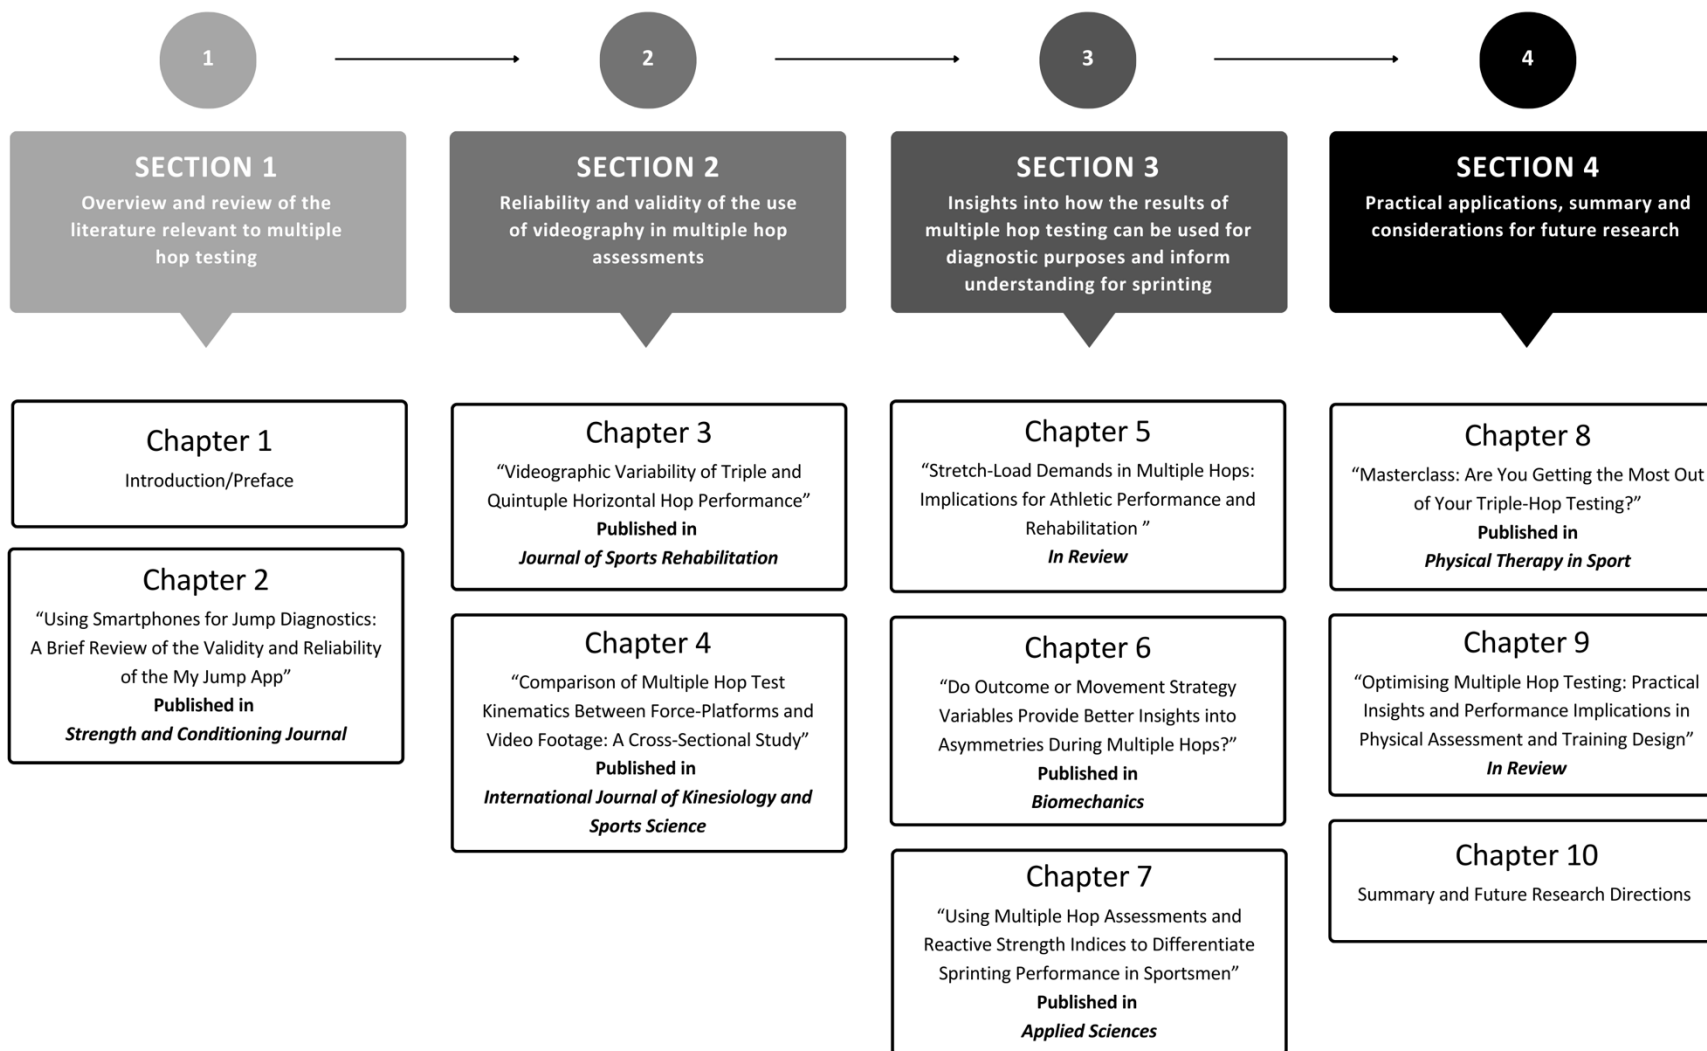 1
2
3
4
SECTION 1
Overview and review of the
literature relevant to multiple
hop testing
SECTION 2
Reliability and validity of the use
of videography in multiple hop
assessments
SECTION 3
Insights into how the results of
multiple hop testing can be used for
diagnostic purposes and inform
understanding for sprinting
SECTION 4
Practical applications, summary and
considerations for future research
Chapter 1
Introduction/Preface
Chapter 2
“Using Smartphones for Jump Diagnostics:
A Brief Review of the Validity and Reliability
of the My Jump App”
Published in
Strength and Conditioning Journal
Chapter 3
“Videographic Variability of Triple and
Quintuple Horizontal Hop Performance”
Published in
Journal of Sports Rehabilitation
Chapter 4
“Comparison of Multiple Hop Test
Kinematics Between Force-Platforms and
Video Footage: A Cross-Sectional Study”
Published in
International Journal of Kinesiology and
Sports Science
Chapter 5
“Stretch-Load Demands in Multiple Hops:
Implications for Athletic Performance and
Rehabilitation ”
In Review
Chapter 6
“Do Outcome or Movement Strategy
Variables Provide Better Insights into
Asymmetries During Multiple Hops?”
Published in
Biomechanics
Chapter 7
“Using Multiple Hop Assessments and
Reactive Strength Indices to Differentiate
Sprinting Performance in Sportsmen”
Published in
Applied Sciences
Chapter 8
“Masterclass: Are You Getting the Most Out
of Your Triple-Hop Testing?”
Published in
Physical Therapy in Sport
Chapter 9
“Optimising Multiple Hop Testing: Practical
Insights and Performance Implications in
Physical Assessment and Training Design”
In Review
Chapter 10
Summary and Future Research Directions